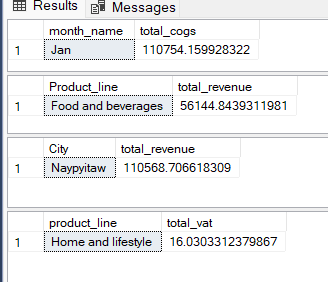 Results Messages
month_name total_cogs
1 Jan 110754.159928322
Product_line total_revenue
1 Food and beverages 56144.8439311981
City total_revenue
1 Naypyitaw 110568.706618309
product_line total_vat
1 Home and lifestyle 16.0303312379867